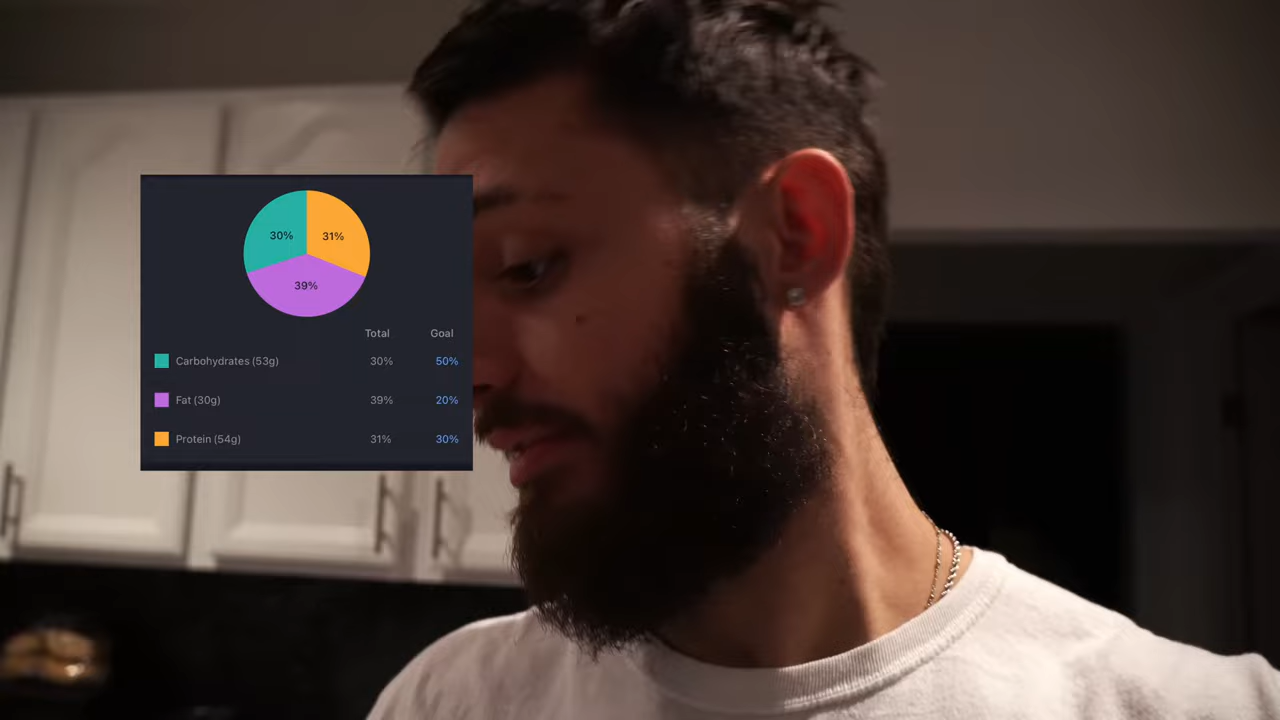 30% 31%
39%
Total Goal
Carbohydrates (53g) 30% 50%
Fat (30g) 39% 20%
Protein (54g) 31% 30%